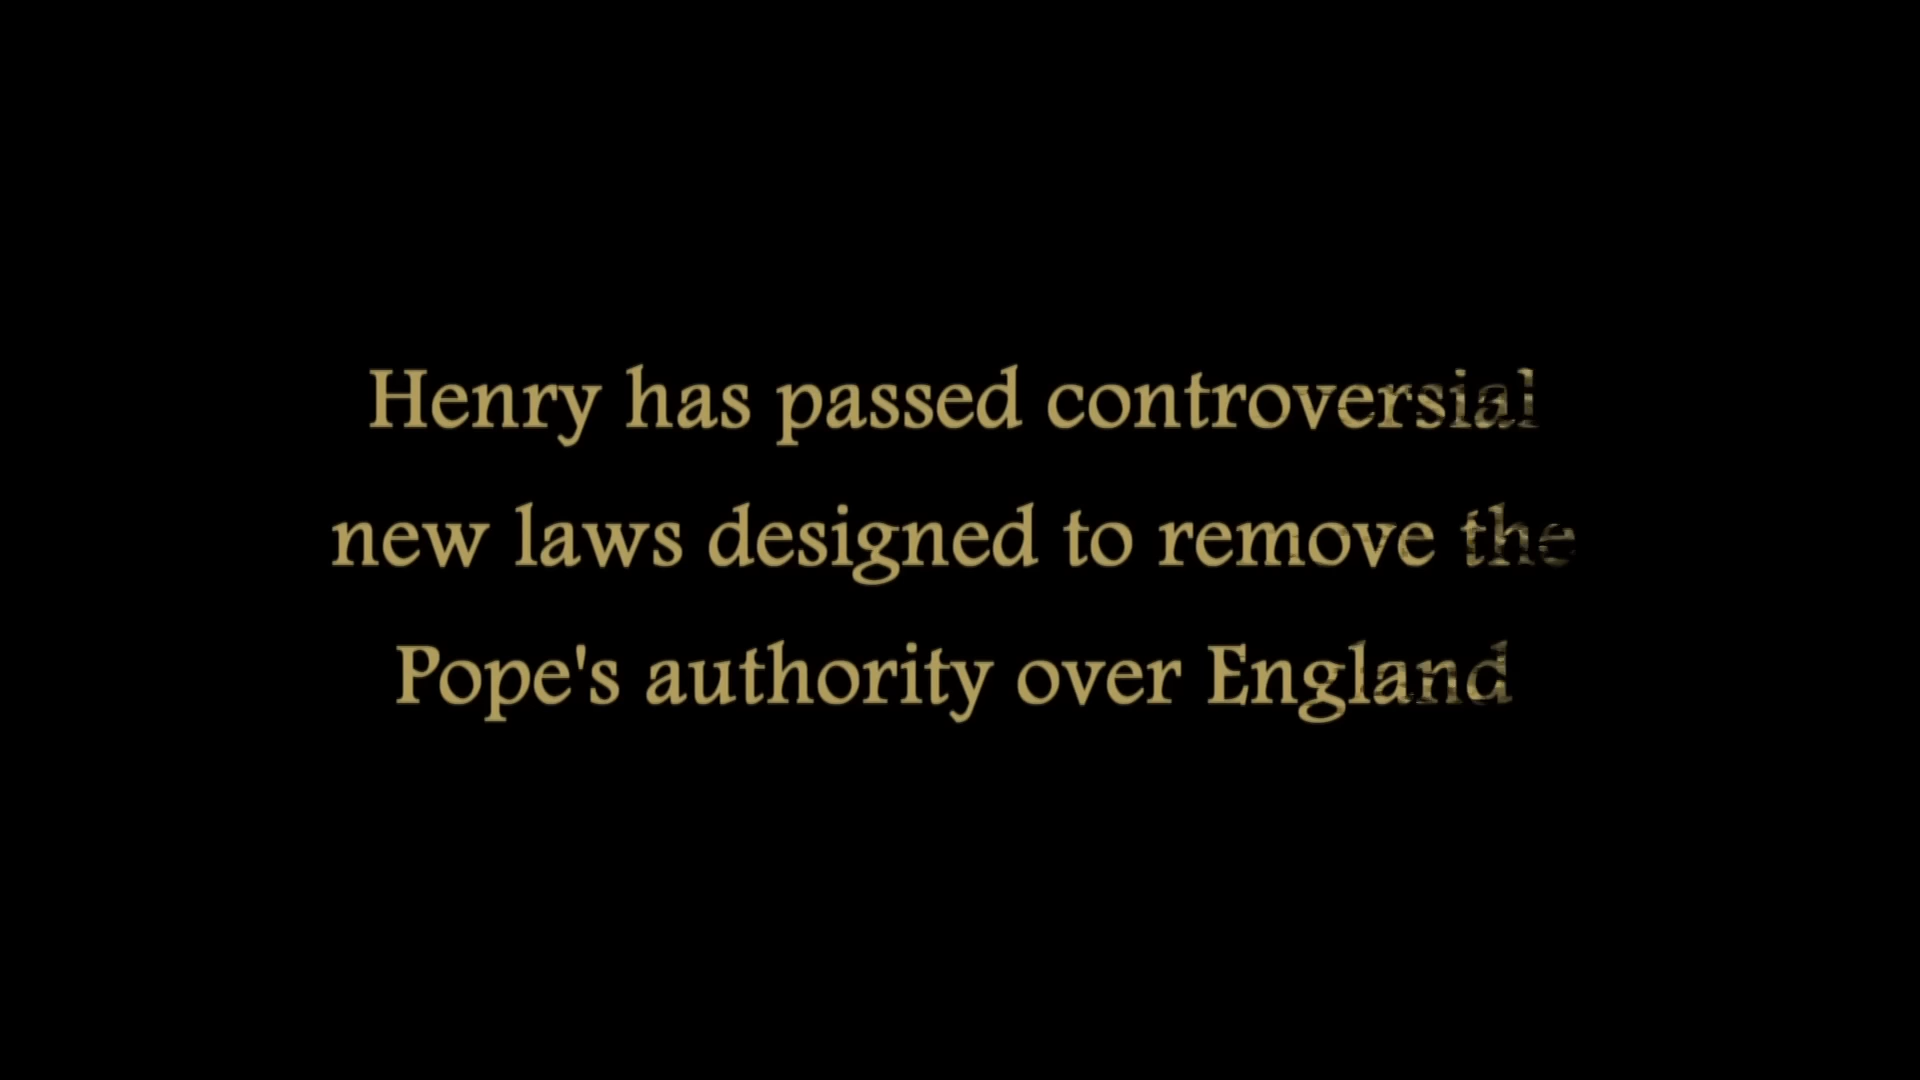 Henry has passed controversial
new laws designed to remove the
Pope's authority over England